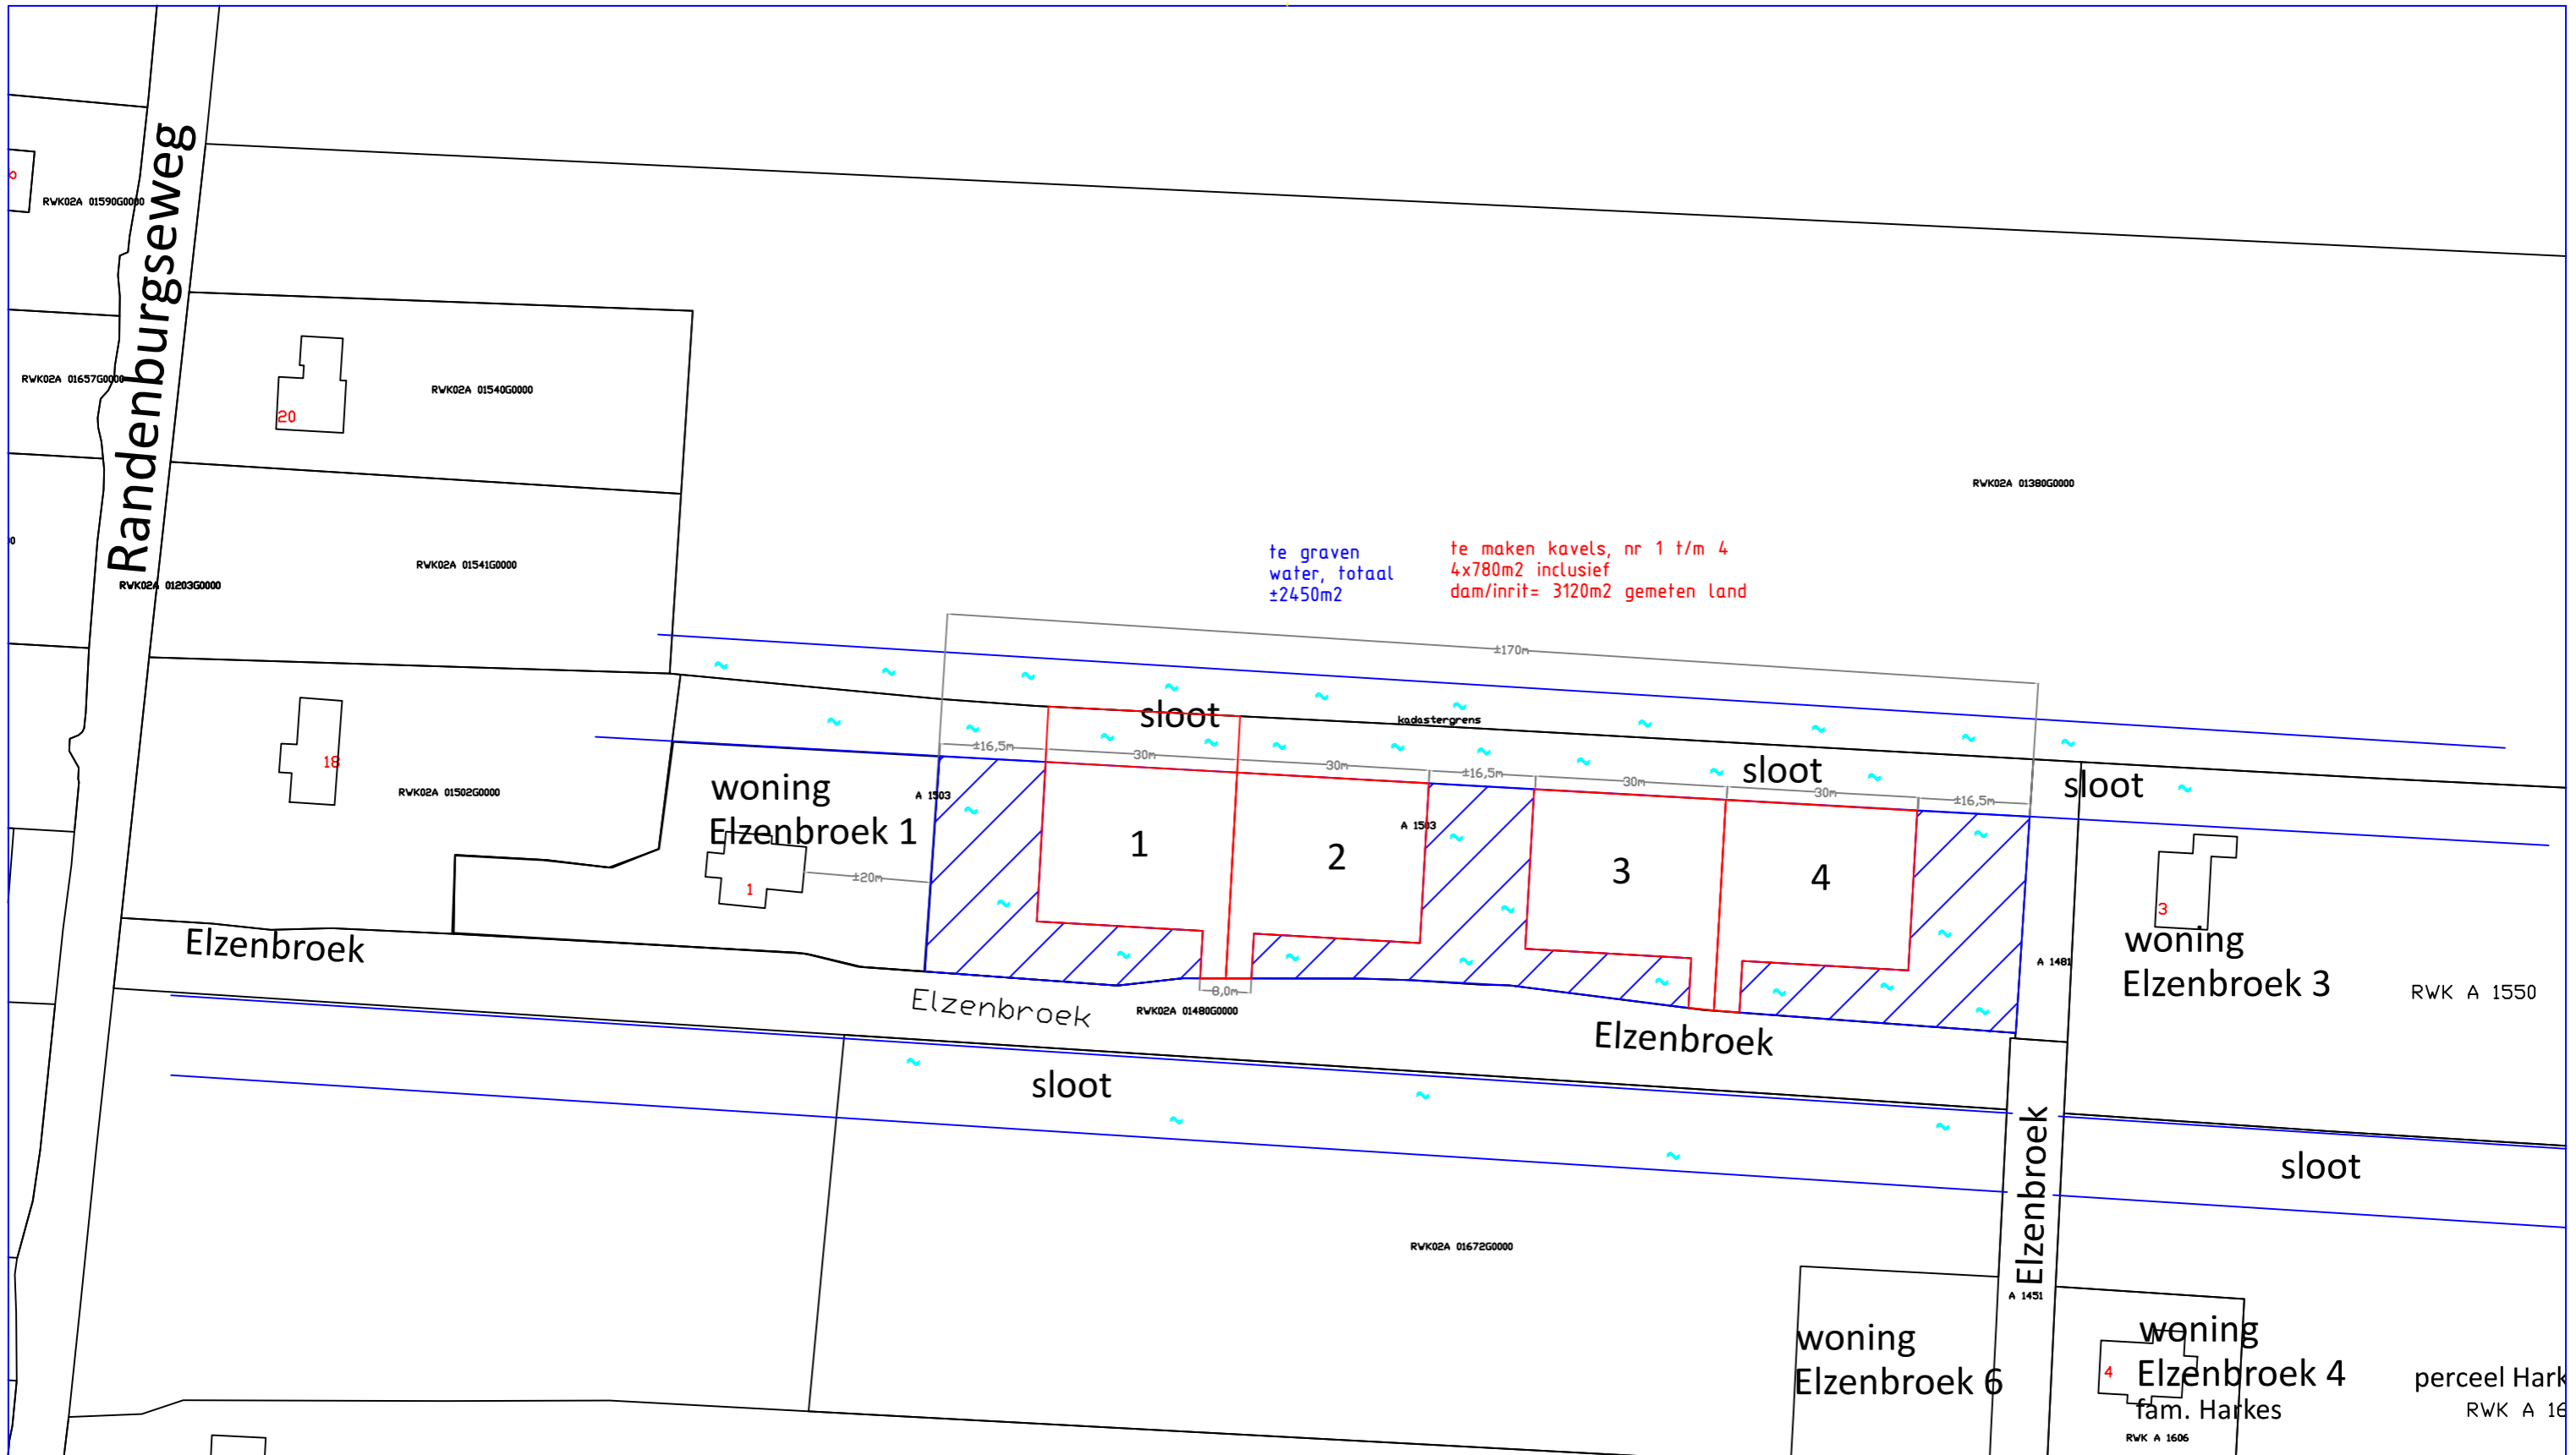 Randenburgseweg
RWK02A 01590G0000
RWK02A 01657G0000
20
RWK02A 01540G0000
RWK02A 01541G0000
RWK02A 01203G0000
RWK02A 01380G0000
te graven
water, totaal
±2450m2
te maken kavels, nr 1 t/m 4
4x780m2 inclusief
dam/inrit= 3120m2 gemeten land
±170m
sloot
kadastergrens
sloot
sloot
±16,5m
30m
30m
±16,5m
30m
30m
±16,5m
18
RWK02A 01502G0000
woning
Elzenbroek 1
1
±20m
A 1503
A 1503
1
2
3
4
3
woning
Elzenbroek 3
A 1481
RWK A 1550
Elzenbroek
Elzenbroek
8,0m
RWK02A 01480G0000
Elzenbroek
sloot
sloot
Elzenbroek
A 1451
RWK02A 01672G0000
woning
Elzenbroek 6
woning
Elzenbroek 4
fam. Harkes
4
RWK A 1606
perceel Hark
RWK A 16